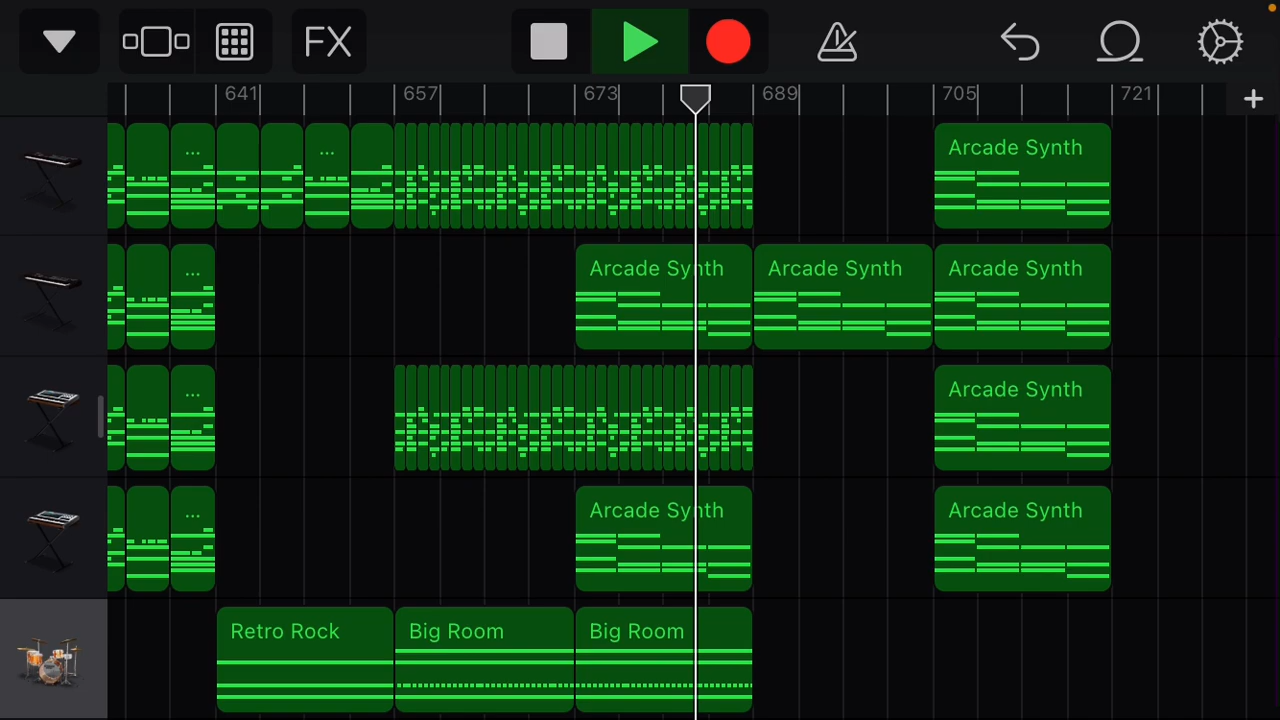 FX
641 657 673 689 705 721
... ... Arcade Synth
... Arcade Synth Arcade Synth Arcade Synth
... Arcade Synth
... Arcade Synth Arcade Synth
Retro Rock Big Room Big Room